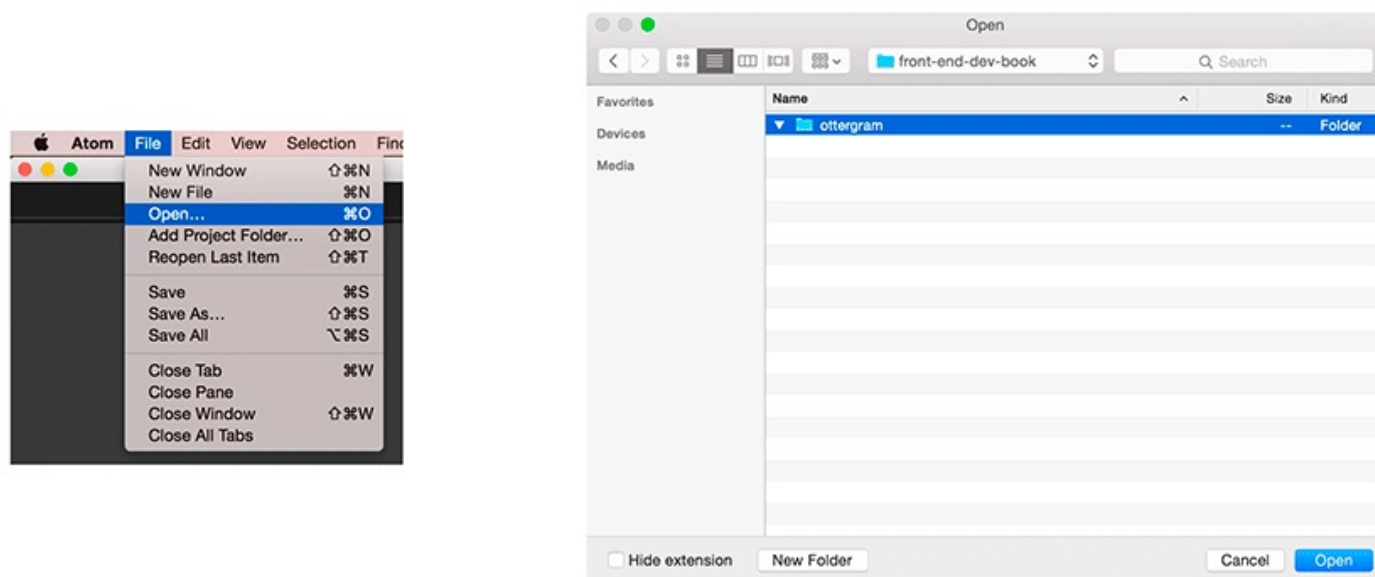 Atom File Edit View Selection Find
New Window ⇧⌘N
New File ⌘N
Open... ⌘O
Add Project Folder... ⇧⌘O
Reopen Last Item ⇧⌘T
Save ⌘S
Save As... ⇧⌘S
Save All ⌥⌘S
Close Tab ⌘W
Close Pane
Close Window ⇧⌘W
Close All Tabs
Open
front-end-dev-book Search
Favorites
Devices
Media
Name Size Kind
ottergram -- Folder
Hide extension New Folder Cancel Open